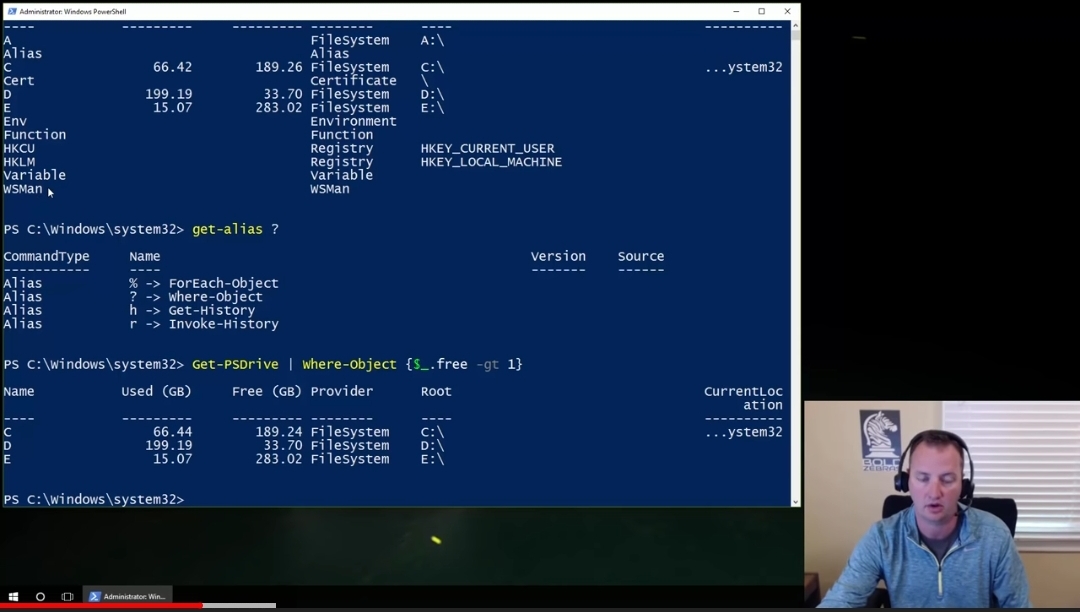 Administrator: Windows PowerShell
---- --------- --------- -------- ---- ----------
A FileSystem A:\
Alias Alias
C 66.42 189.26 FileSystem C:\ ...ystem32
Cert Certificate \
D 199.19 33.70 FileSystem D:\
E 15.07 283.02 FileSystem E:\
Env Environment
Function Function
HKCU Registry HKEY_CURRENT_USER
HKLM Registry HKEY_LOCAL_MACHINE
Variable Variable
WSMan WSMan
PS C:\Windows\system32> get-alias ?
CommandType Name Version Source
----------- ---- ------- ------
Alias % -> ForEach-Object
Alias ? -> Where-Object
Alias h -> Get-History
Alias r -> Invoke-History
PS C:\Windows\system32> Get-PSDrive | Where-Object {$_.free -gt 1}
Name Used (GB) Free (GB) Provider Root CurrentLoc
ation
---- --------- --------- -------- ---- ----------
C 66.44 189.24 FileSystem C:\ ...ystem32
D 199.19 33.70 FileSystem D:\
E 15.07 283.02 FileSystem E:\
PS C:\Windows\system32>
BOLD
ZEBRAS
Administrator: Win...